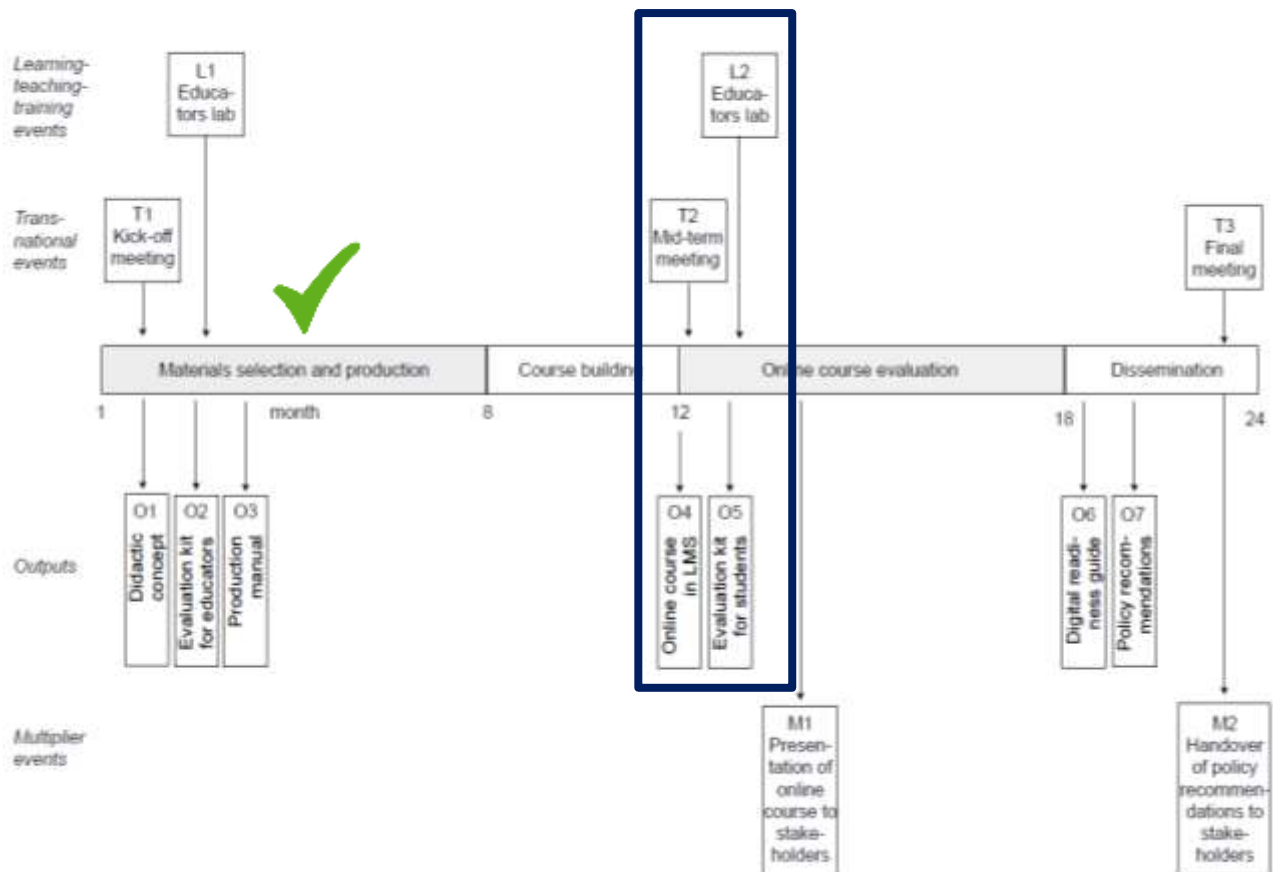 Learning-
teaching-
training
events
L1
Educa-
tors lab
L2
Educa-
tors lab
Trans-
national
events
T1
Kick-off
meeting
T2
Mid-term
meeting
T3
Final
meeting
Materials selection and production
Course building
Online course evaluation
Dissemination
1
month
8
12
18
24
Outputs
O1
Didactic
concept
O2
Evaluation kit
for educators
O3
Production
manual
O4
Online course
in LMS
O5
Evaluation kit
for students
O6
Digital readi-
ness guide
O7
Policy recom-
mendations
Multiplier
events
M1
Presen-
tation of
online
course to
stake-
holders
M2
Handover
of policy
recommen-
dations to
stake-
holders